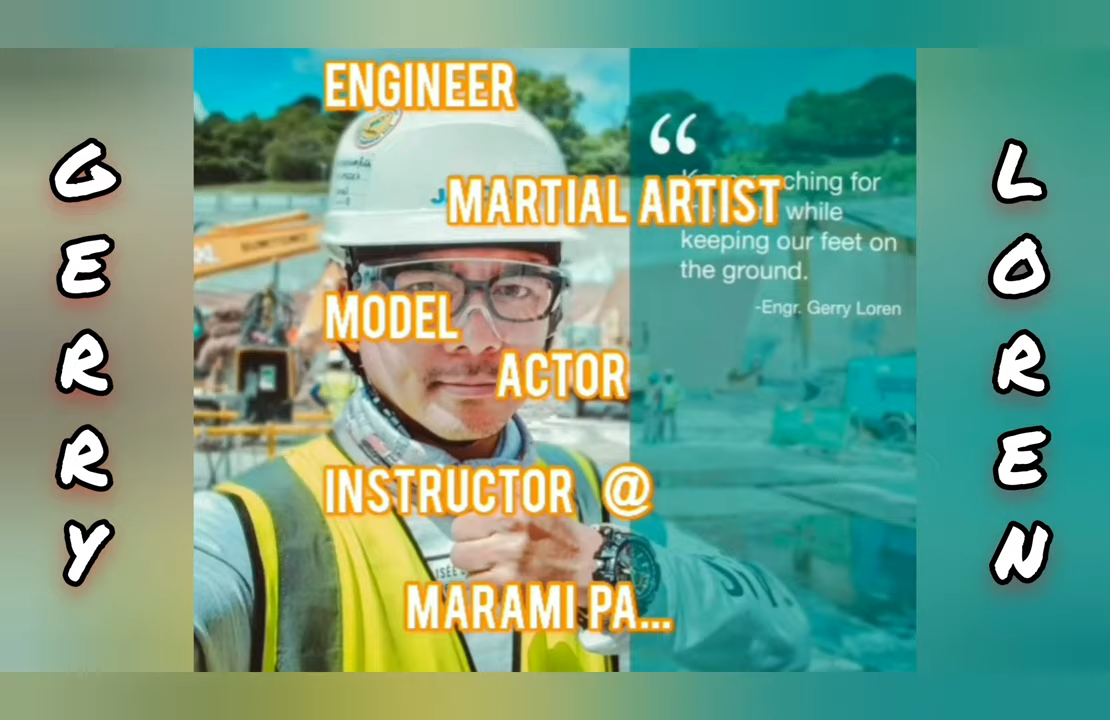 GERRY
ENGINEER
MARTIAL ARTIST
MODEL
ACTOR
INSTRUCTOR @
MARAMI PA...
“
ching for
while
keeping our feet on
the ground.
-Engr. Gerry Loren
LOREN